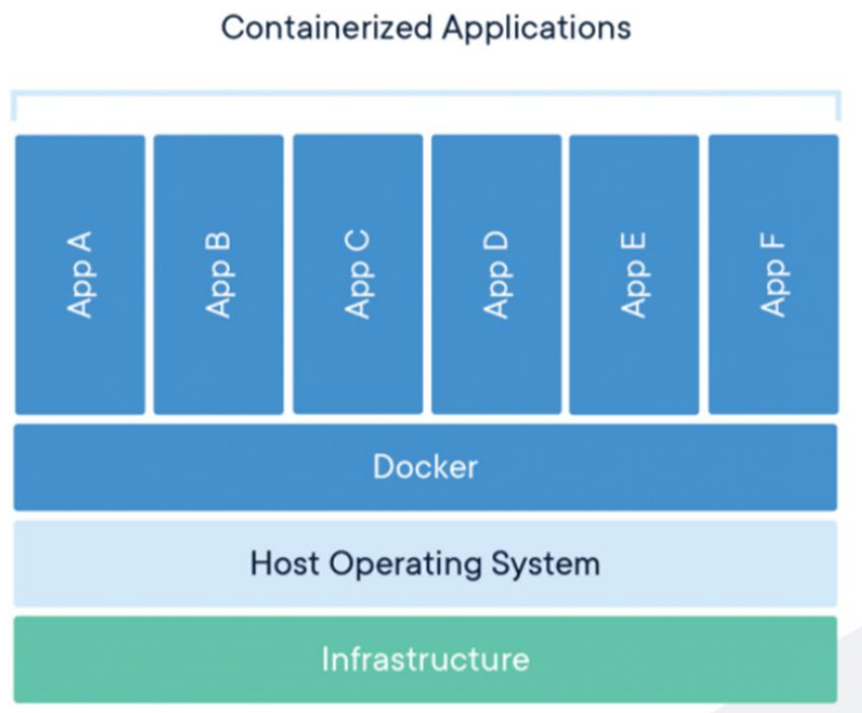 Containerized Applications
App A
App B
App C
App D
App E
App F
Docker
Host Operating System
Infrastructure